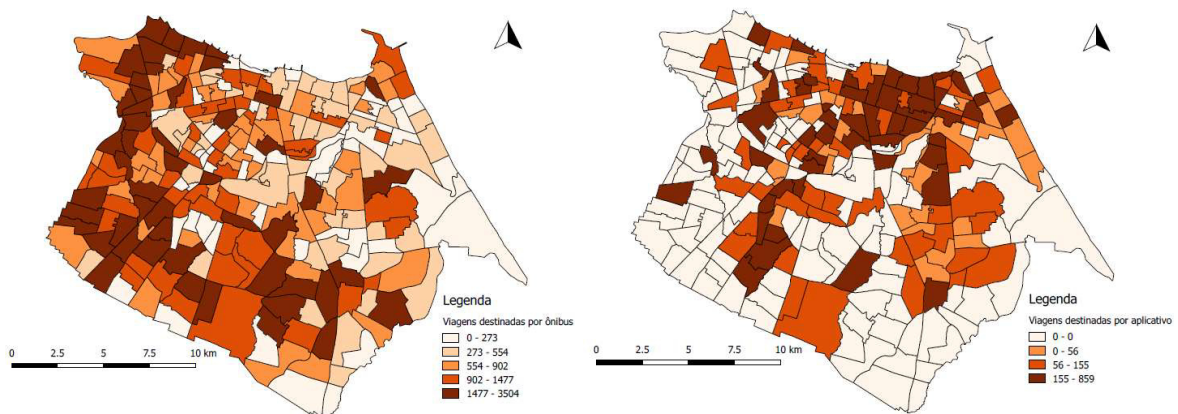 Legenda
Viagens destinadas por ônibus
0 - 273
273 - 554
554 - 902
902 - 1477
1477 - 3504
0 2.5 5 7.5 10 km
Legenda
Viagens destinadas por aplicativo
0 - 0
0 - 56
56 - 155
155 - 859
0 2.5 5 7.5 10 km